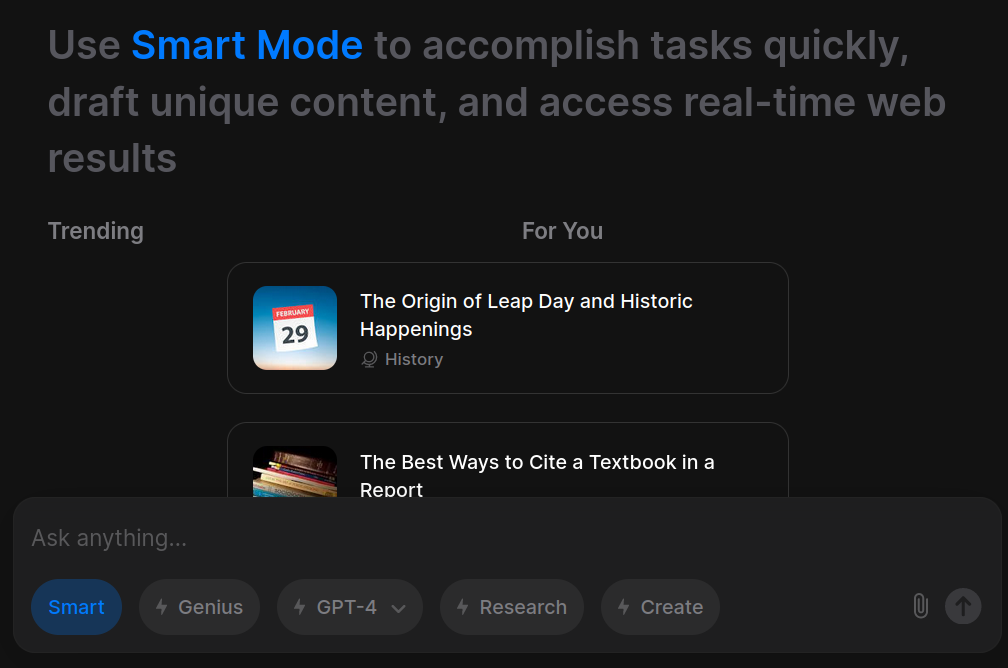 Use Smart Mode to accomplish tasks quickly,
draft unique content, and access real-time web
results
Trending
For You
FEBRUARY
29
The Origin of Leap Day and Historic
Happenings
History
The Best Ways to Cite a Textbook in a
Report
Ask anything...
Smart
Genius
GPT-4
Research
Create